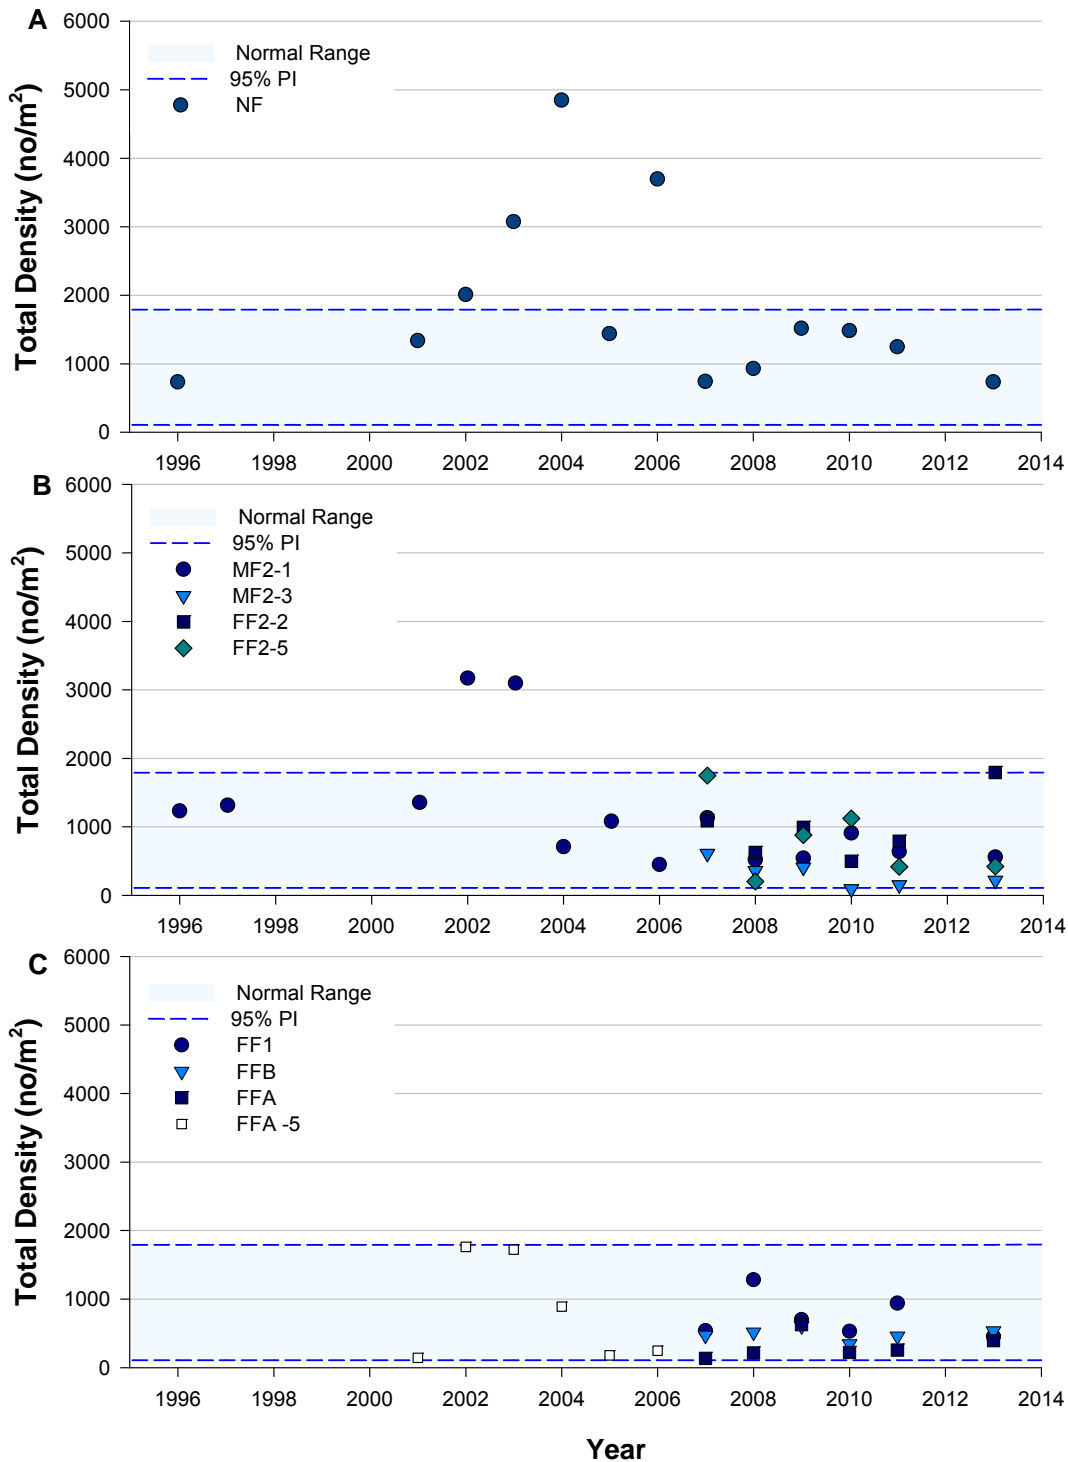 A
Total Density (no/m²)
6000
5000
4000
3000
2000
1000
0
Normal Range
95% PI
NF
1996 1998 2000 2002 2004 2006 2008 2010 2012 2014
B
Total Density (no/m²)
6000
5000
4000
3000
2000
1000
0
Normal Range
95% PI
MF2-1
MF2-3
FF2-2
FF2-5
1996 1998 2000 2002 2004 2006 2008 2010 2012 2014
C
Total Density (no/m²)
6000
5000
4000
3000
2000
1000
0
Normal Range
95% PI
FF1
FFB
FFA
FFA -5
1996 1998 2000 2002 2004 2006 2008 2010 2012 2014
Year